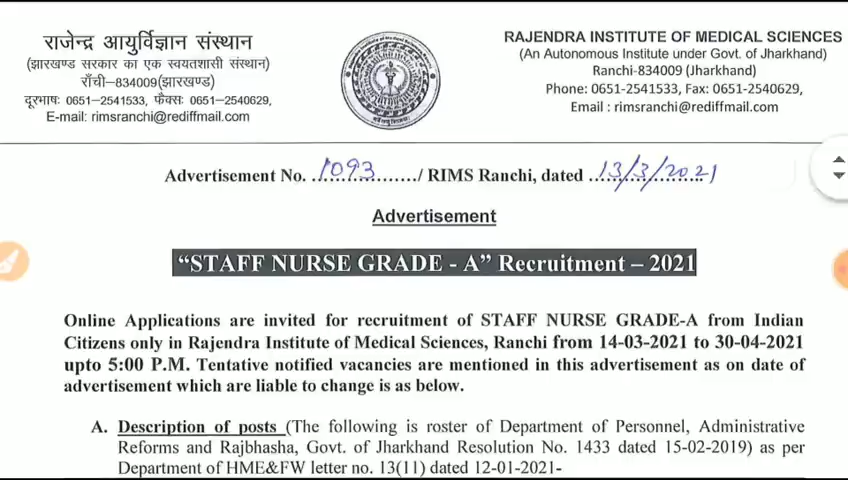 राजेन्द्र आयुर्विज्ञान संस्थान
(झारखण्ड सरकार का एक स्वयतशासी संस्थान)
राँची–834009(झारखण्ड)
दूरभाषः 0651–2541533, फैक्सः 0651–2540629,
E-mail: rimsranchi@rediffmail.com
RAJENDRA INSTITUTE OF MEDICAL SCIENCES
(An Autonomous Institute under Govt. of Jharkhand)
Ranchi-834009 (Jharkhand)
Phone: 0651-2541533, Fax: 0651-2540629,
Email : rimsranchi@rediffmail.com
Advertisement No. 1093/ RIMS Ranchi, dated 13/3/2021
Advertisement
“STAFF NURSE GRADE - A” Recruitment – 2021
Online Applications are invited for recruitment of STAFF NURSE GRADE-A from Indian
Citizens only in Rajendra Institute of Medical Sciences, Ranchi from 14-03-2021 to 30-04-2021
upto 5:00 P.M. Tentative notified vacancies are mentioned in this advertisement as on date of
advertisement which are liable to change is as below.
A. Description of posts (The following is roster of Department of Personnel, Administrative
Reforms and Rajbhasha, Govt. of Jharkhand Resolution No. 1433 dated 15-02-2019) as per
Department of HME&FW letter no. 13(11) dated 12-01-2021-